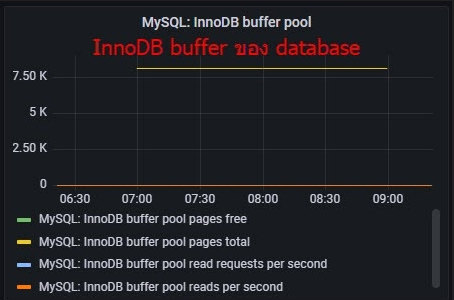 MySQL: InnoDB buffer pool
InnoDB buffer ของ database
7.50 K
5 K
2.50 K
0
06:30 07:00 07:30 08:00 08:30 09:00
MySQL: InnoDB buffer pool pages free
MySQL: InnoDB buffer pool pages total
MySQL: InnoDB buffer pool read requests per second
MySQL: InnoDB buffer pool reads per second